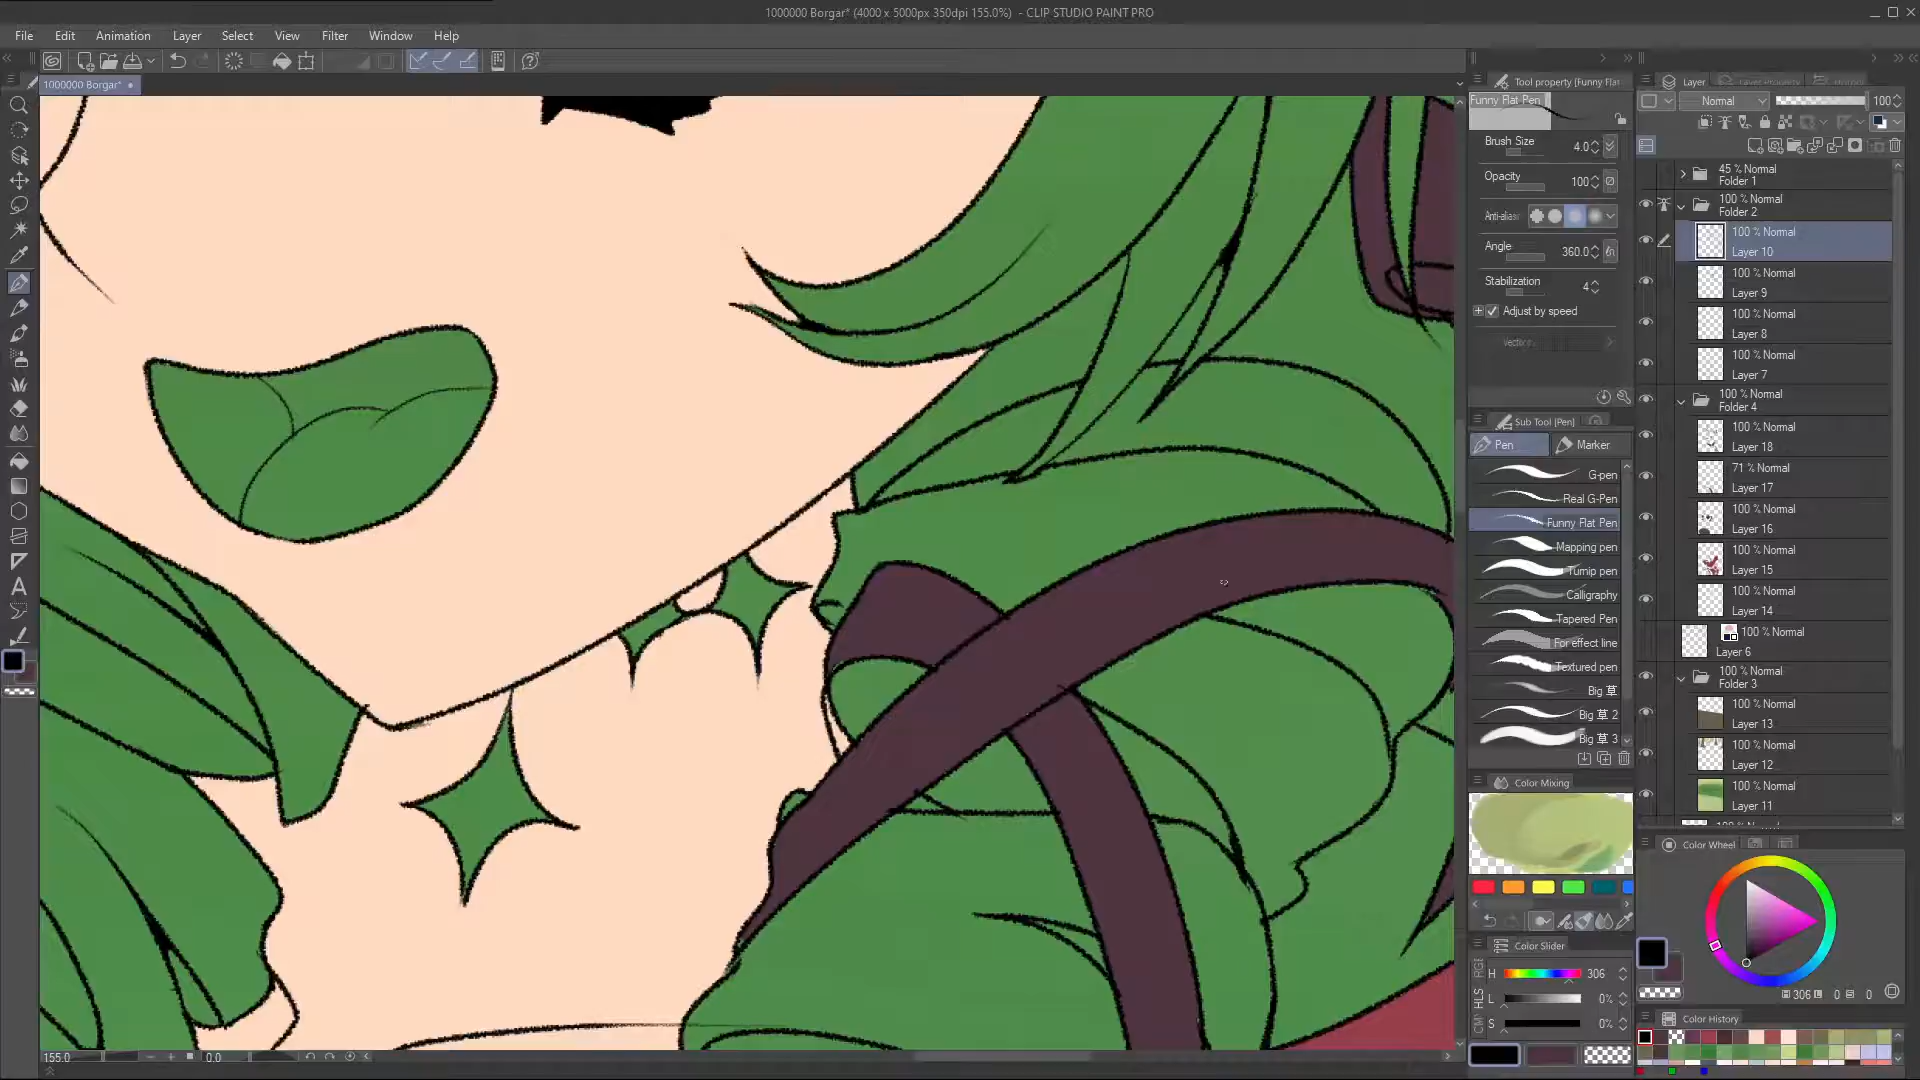 1000000 Borgar* (4000 x 5000px 350dpi 155.0%) - CLIP STUDIO PAINT PRO
File Edit Animation Layer Select View Filter Window Help
1000000 Borgar*
Tool property [Funny Flat
Funny Flat Pen
Brush Size 4.0
Opacity 100
Anti-alias
Angle 360.0
Stabilization 4
Adjust by speed
Sub Tool [Pen]
Pen Marker
G-pen
Real G-Pen
Funny Flat Pen
Mapping pen
Turnip pen
Calligraphy
Tapered Pen
For effect line
Textured pen
Big 草
Big 草 2
Big 草 3
Color Mixing
Color Slider
H 306
L 0%
S 0%
RGB
HLS
Layer Layer Property
Normal 100
45 % Normal
Folder 1
100 % Normal
Folder 2
100 % Normal
Layer 10
100 % Normal
Layer 9
100 % Normal
Layer 8
100 % Normal
Layer 7
100 % Normal
Folder 4
100 % Normal
Layer 18
71 % Normal
Layer 17
100 % Normal
Layer 16
100 % Normal
Layer 15
100 % Normal
Layer 14
100 % Normal
Layer 6
100 % Normal
Folder 3
100 % Normal
Layer 13
100 % Normal
Layer 12
100 % Normal
Layer 11
Color Wheel
306 0 0
Color History
155.0 0.0